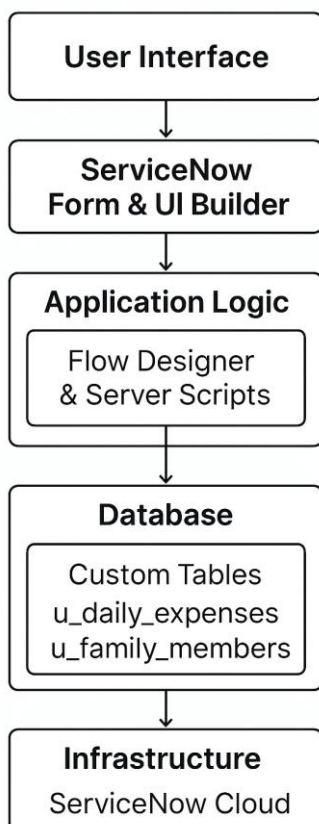 User Interface
ServiceNow
Form & UI Builder
Application Logic
Flow Designer
& Server Scripts
Database
Custom Tables
u_daily_expenses
u_family_members
Infrastructure
ServiceNow Cloud